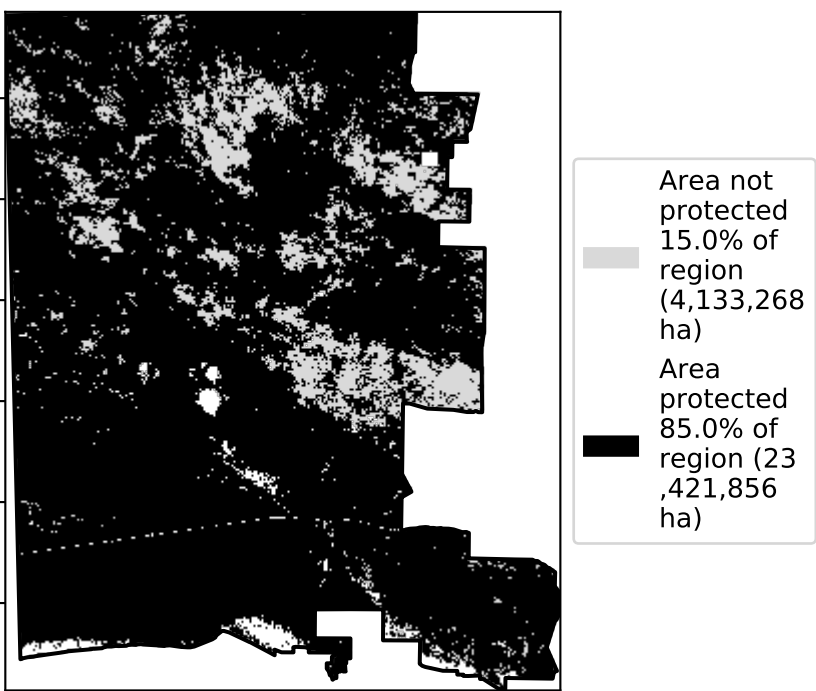 Area not
protected
15.0% of
region
(4,133,268
ha)
Area
protected
85.0% of
region (23
,421,856
ha)